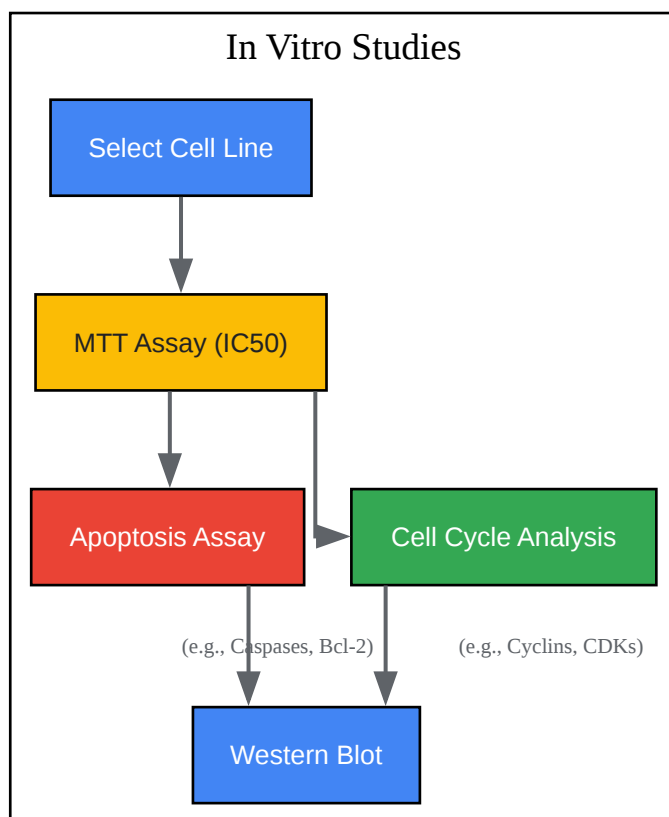 In Vitro Studies
Select Cell Line
MTT Assay (IC50)
Apoptosis Assay
Cell Cycle Analysis
(e.g., Caspases, Bcl-2)
(e.g., Cyclins, CDKs)
Western Blot